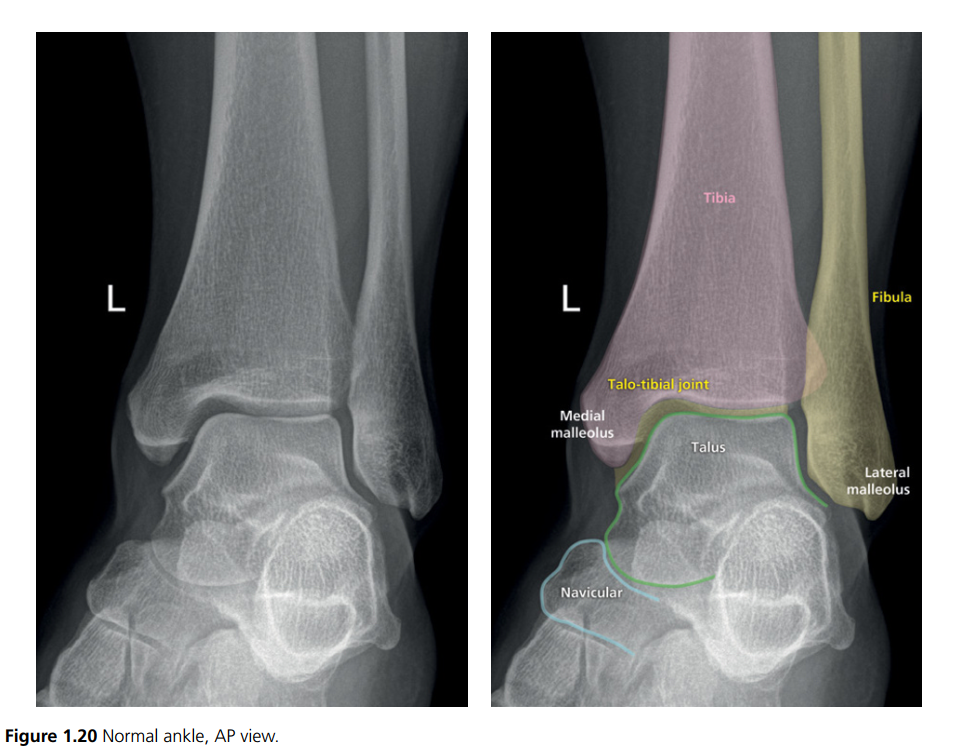 L
L
Tibia
Fibula
Talo-tibial joint
Medial
malleolus
Talus
Lateral
malleolus
Navicular
Figure 1.20 Normal ankle, AP view.